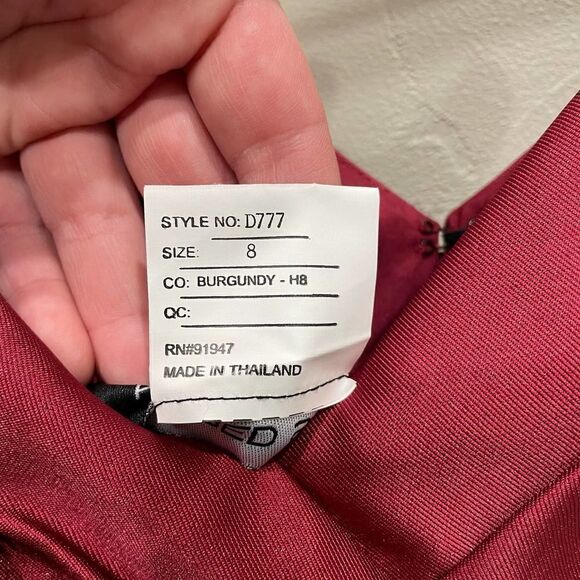 STYLE NO: D777
SIZE: 8
CO: BURGUNDY - H8
QC:
RN#91947
MADE IN THAILAND